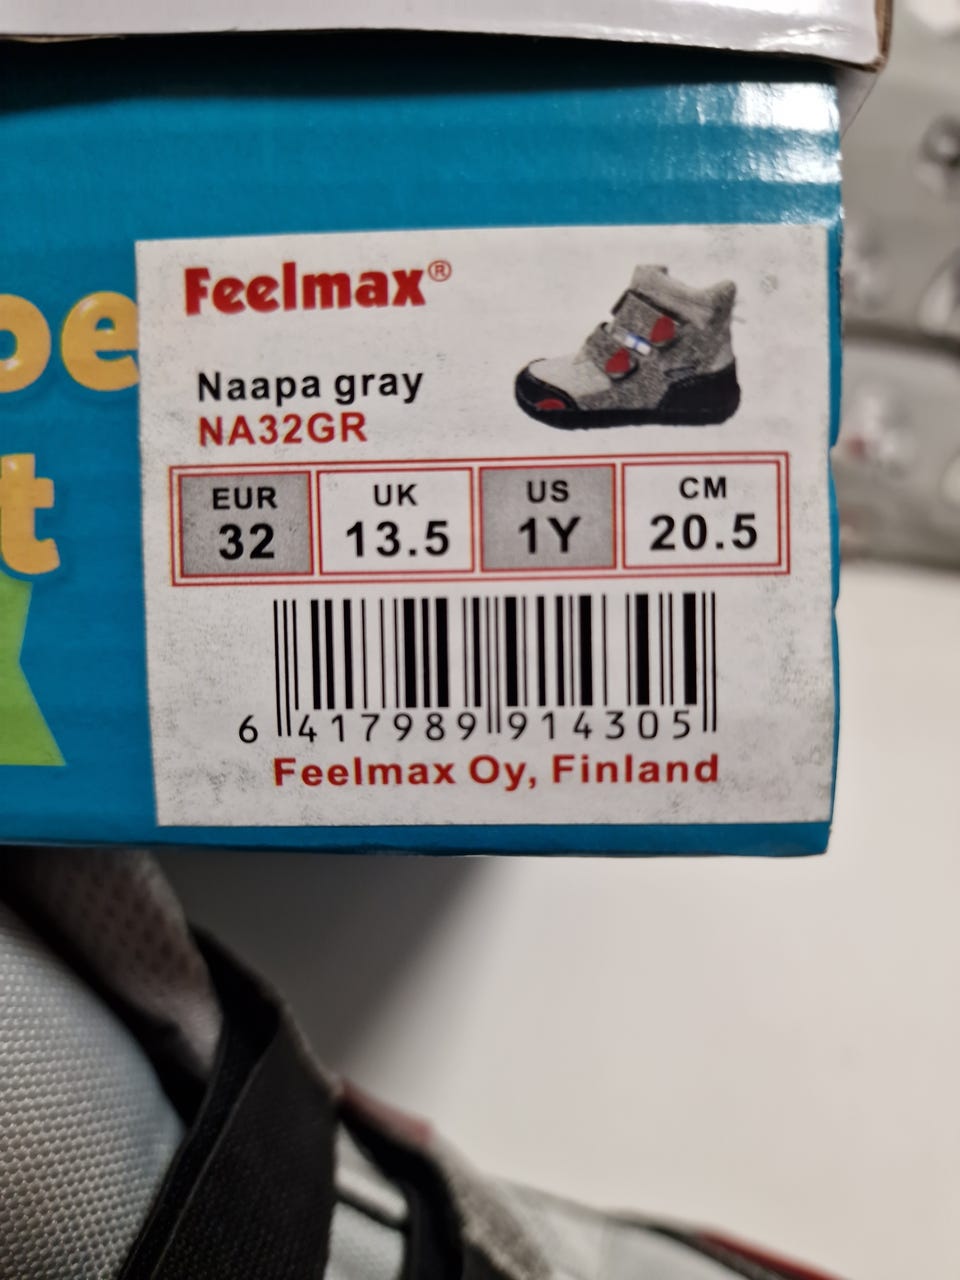 Feelmax®
Naapa gray
NA32GR
EUR UK US CM
32 13.5 1Y 20.5
6 417989 914305
Feelmax Oy, Finland
oe
t